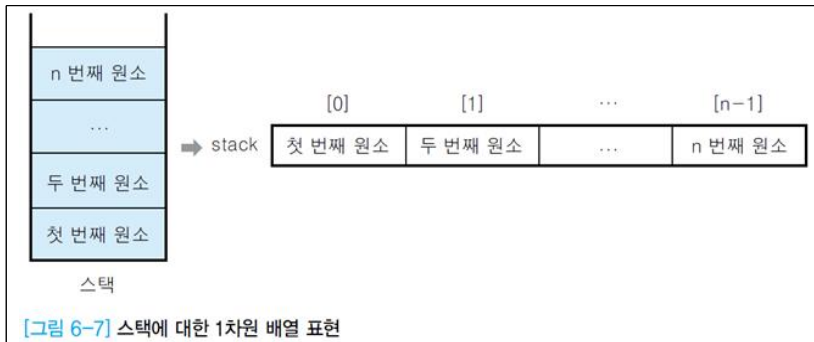 n 번째 원소
...
두 번째 원소
첫 번째 원소
스택
➡ stack
[0] [1] ... [n-1]
첫 번째 원소 두 번째 원소 ... n 번째 원소
[그림 6-7] 스택에 대한 1차원 배열 표현